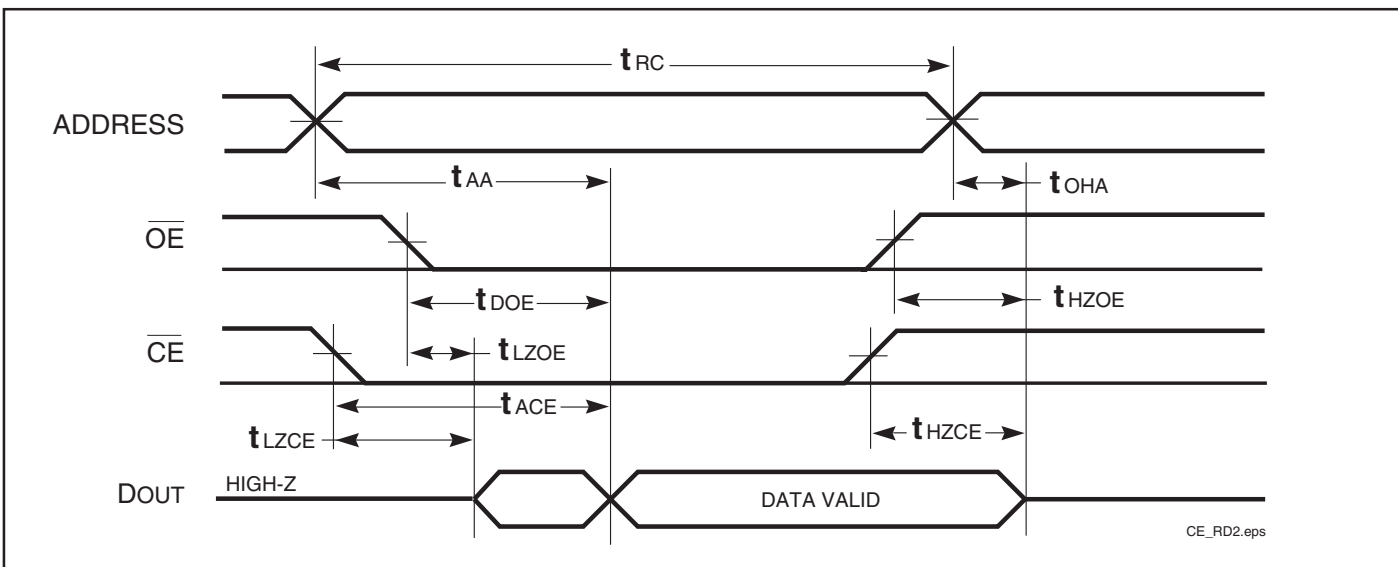 tRC
ADDRESS
tAA
tOHA
OE
tDOE
tHZOE
CE
tLZOE
tACE
tLZCE
tHZCE
DOUT
HIGH-Z
DATA VALID
CE_RD2.eps